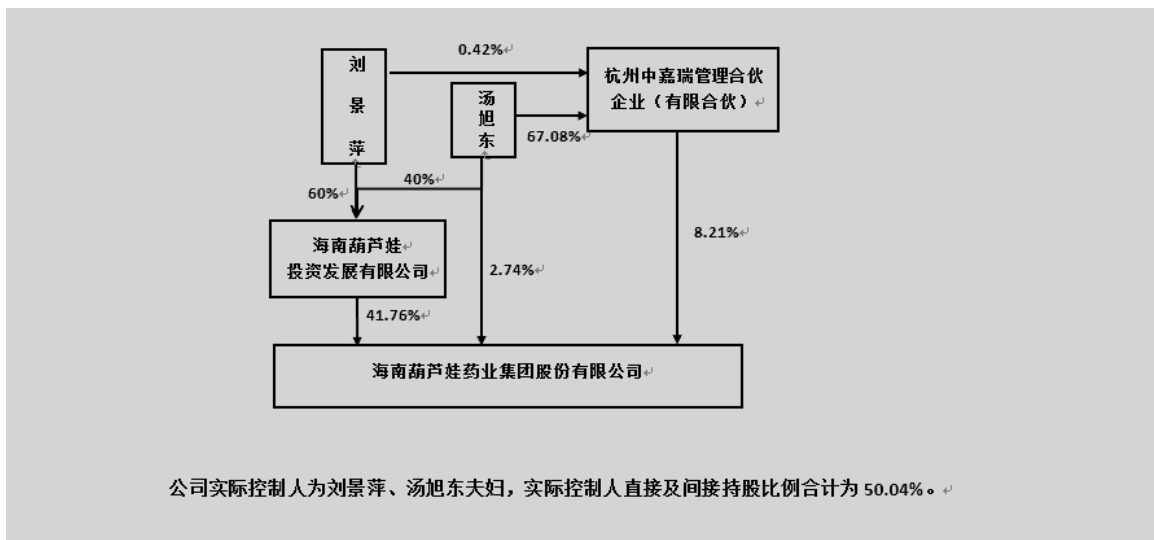 0.42%
刘
景
萍
汤
旭
东
杭州中嘉瑞管理合伙
企业（有限合伙）
67.08%
60%
40%
海南葫芦娃
投资发展有限公司
2.74%
8.21%
41.76%
海南葫芦娃药业集团股份有限公司
公司实际控制人为刘景萍、汤旭东夫妇，实际控制人直接及间接持股比例合计为 50.04%。